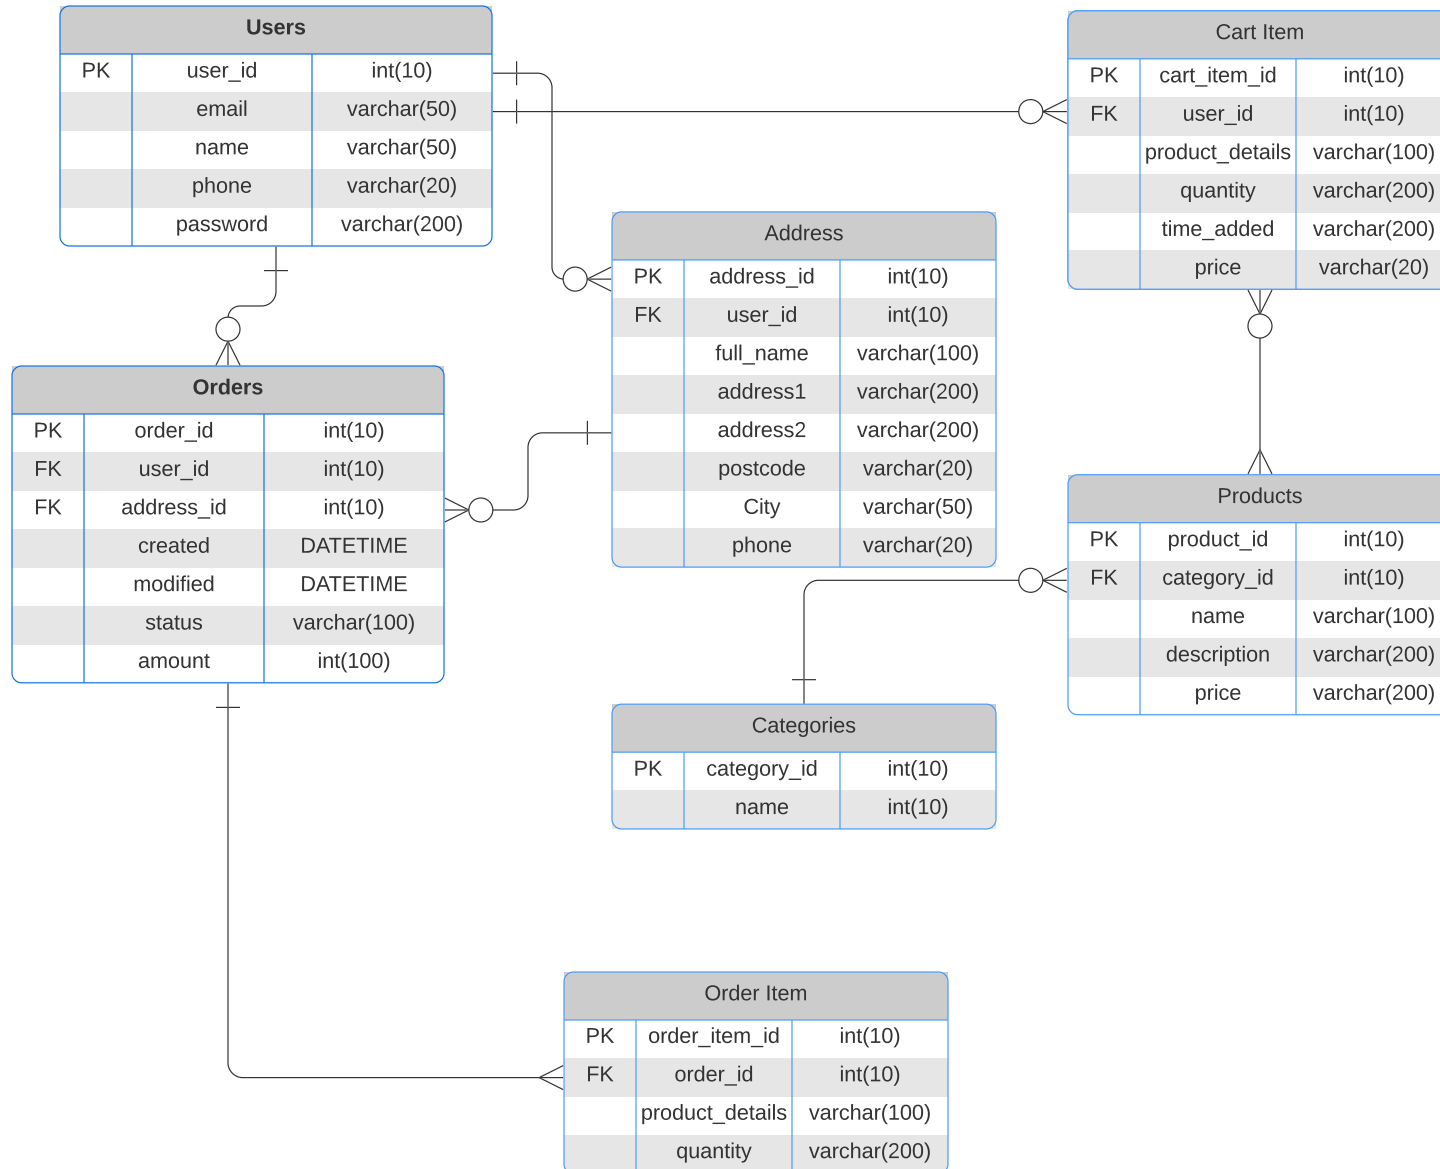 Users
PK user_id int(10)
email varchar(50)
name varchar(50)
phone varchar(20)
password varchar(200)
Cart Item
PK cart_item_id int(10)
FK user_id int(10)
product_details varchar(100)
quantity varchar(200)
time_added varchar(200)
price varchar(20)
Address
PK address_id int(10)
FK user_id int(10)
full_name varchar(100)
address1 varchar(200)
address2 varchar(200)
postcode varchar(20)
City varchar(50)
phone varchar(20)
Orders
PK order_id int(10)
FK user_id int(10)
FK address_id int(10)
created DATETIME
modified DATETIME
status varchar(100)
amount int(100)
Products
PK product_id int(10)
FK category_id int(10)
name varchar(100)
description varchar(200)
price varchar(200)
Categories
PK category_id int(10)
name int(10)
Order Item
PK order_item_id int(10)
FK order_id int(10)
product_details varchar(100)
quantity varchar(200)